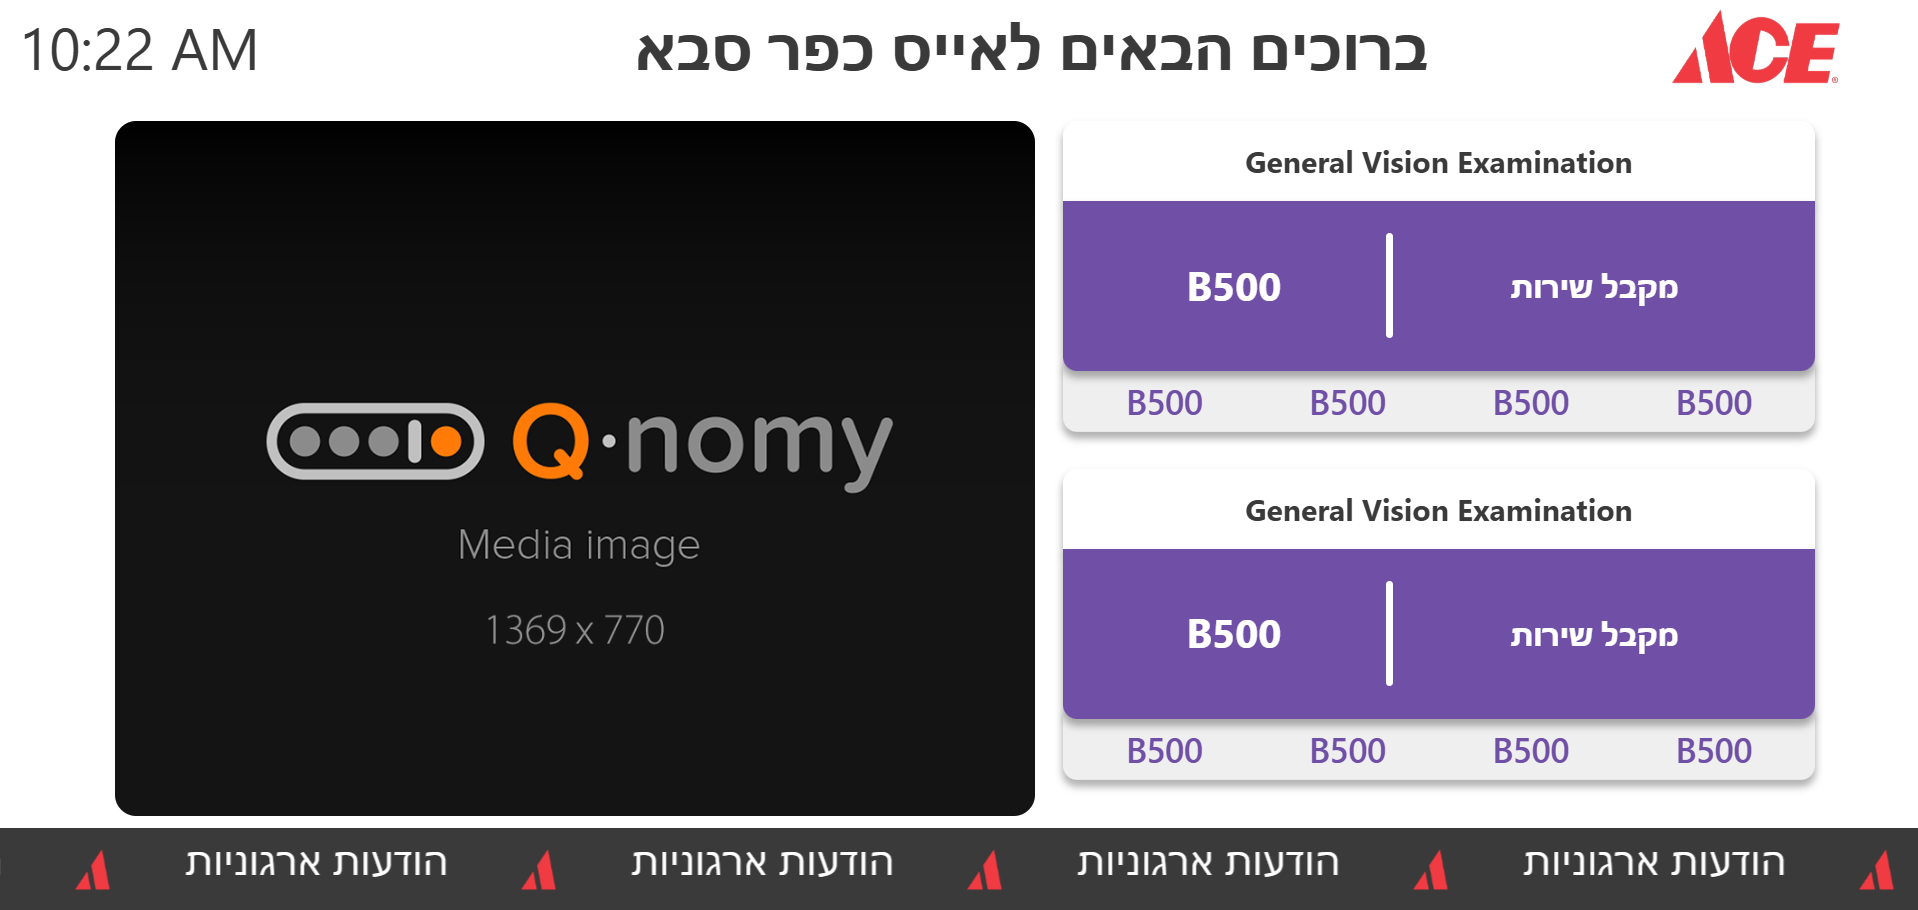 10:22 AM
ברוכים הבאים לאייס כפר סבא
ACE
®
Q·nomy
Media image
1369 x 770
General Vision Examination
מקבל שירות
B500
B500 B500 B500 B500
General Vision Examination
מקבל שירות
B500
B500 B500 B500 B500
הודעות ארגוניות הודעות ארגוניות הודעות ארגוניות הודעות ארגוניות